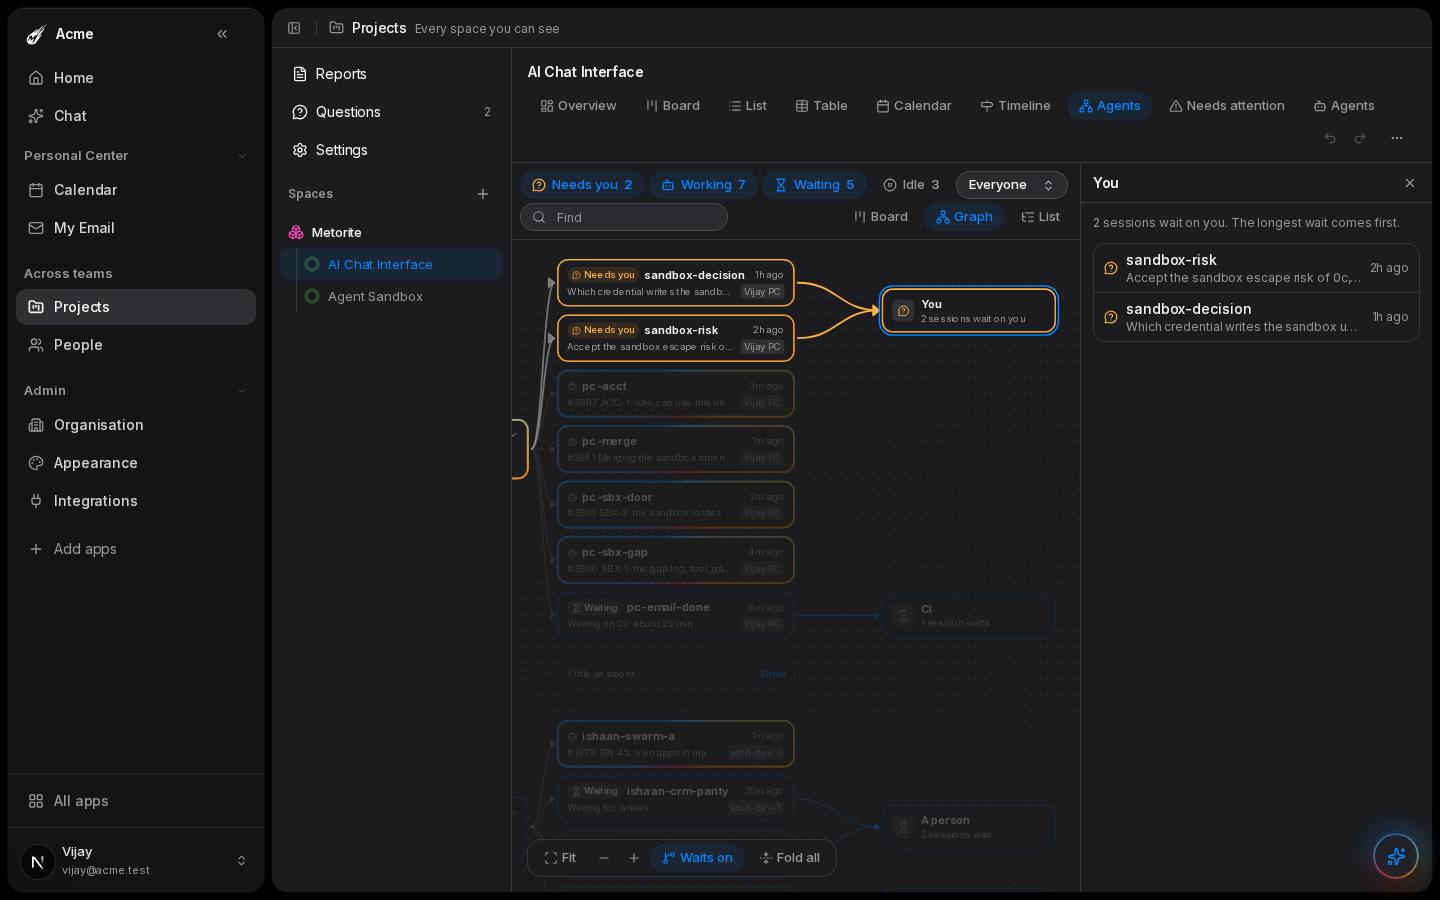 Acme
Home
Chat
Personal Center
Calendar
My Email
Across teams
Projects
People
Admin
Organisation
Appearance
Integrations
Add apps
All apps
Vijay
vijay@acme.test
Projects Every space you can see
Reports
Questions 2
Settings
Spaces
Metorite
AI Chat Interface
Agent Sandbox
AI Chat Interface
Overview Board List Table Calendar Timeline Agents Needs attention Agents
Needs you 2 Working 7 Waiting 5 Idle 3 Everyone
Find Board Graph List
Needs you sandbox-decision 1h ago
Which credential writes the sandb... Vijay PC
Needs you sandbox-risk 2h ago
Accept the sandbox escape risk o... Vijay PC
pc-acct 3m ago
#3987 ACC-1: who can use this int... Vijay PC
pc-merge 1m ago
#2861 Merging the sandbox amen... Vijay PC
pc-sbx-door 2m ago
#3801 SBX-2: the sandbox routes ... Vijay PC
pc-sbx-gap 4m ago
#3800 SBX-1: the gap log, tool_ga... Vijay PC
Waiting pc-email-done 6m ago
Waiting on CI · about 25 min Vijay PC
3 idle sessions Show
ishaan-swarm-a 1m ago
#1878 SW-45: own apps in my ... arch-dev-1
Waiting ishaan-crm-parity 25m ago
Waiting for ishaan arch-dev-1
You
2 sessions wait on you
CI
1 session waits
A person
2 sessions wait
Fit Waits on Fold all
You
2 sessions wait on you. The longest wait comes first.
sandbox-risk 2h ago
Accept the sandbox escape risk of 0c,...
sandbox-decision 1h ago
Which credential writes the sandbox u...